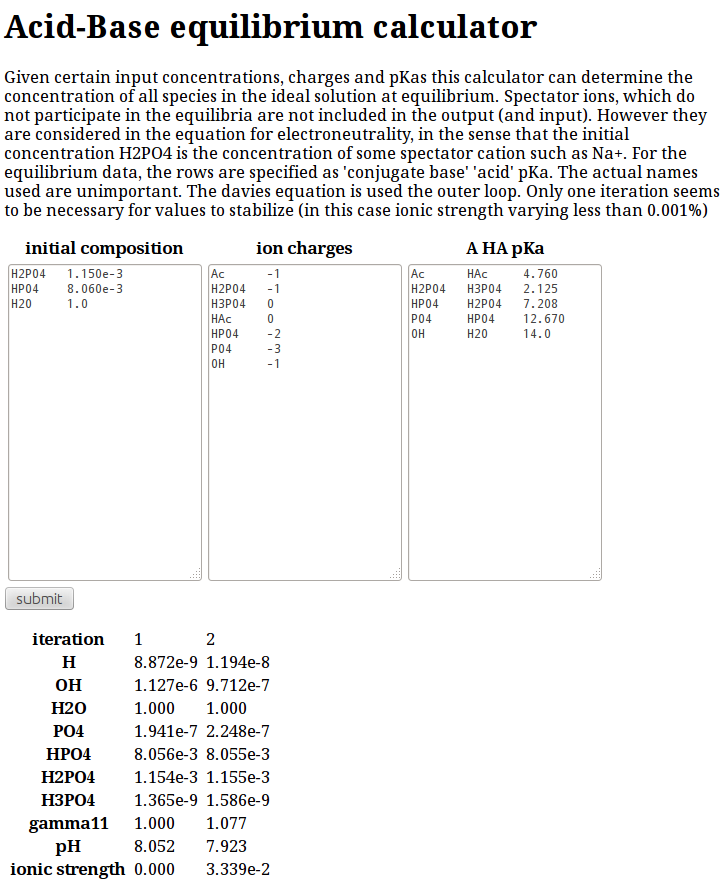 Acid-Base equilibrium calculator
Given certain input concentrations, charges and pKas this calculator can determine the
concentration of all species in the ideal solution at equilibrium. Spectator ions, which do
not participate in the equilibria are not included in the output (and input). However they
are considered in the equation for electroneutrality, in the sense that the initial
concentration H2PO4 is the concentration of some spectator cation such as Na+. For the
equilibrium data, the rows are specified as 'conjugate base' 'acid' pKa. The actual names
used are unimportant. The davies equation is used the outer loop. Only one iteration seems
to be necessary for values to stabilize (in this case ionic strength varying less than 0.001%)
initial composition ion charges A HA pKa
H2PO4 1.150e-3 Ac -1 Ac HAc 4.760
HPO4 8.060e-3 H2PO4 -1 H2PO4 H3PO4 2.125
H2O 1.0 H3PO4 0 HPO4 H2PO4 7.208
HAc 0 PO4 HPO4 12.670
HPO4 -2 OH H2O 14.0
PO4 -3
OH -1
submit
iteration 1 2
H 8.872e-9 1.194e-8
OH 1.127e-6 9.712e-7
H2O 1.000 1.000
PO4 1.941e-7 2.248e-7
HPO4 8.056e-3 8.055e-3
H2PO4 1.154e-3 1.155e-3
H3PO4 1.365e-9 1.586e-9
gamma11 1.000 1.077
pH 8.052 7.923
ionic strength 0.000 3.339e-2